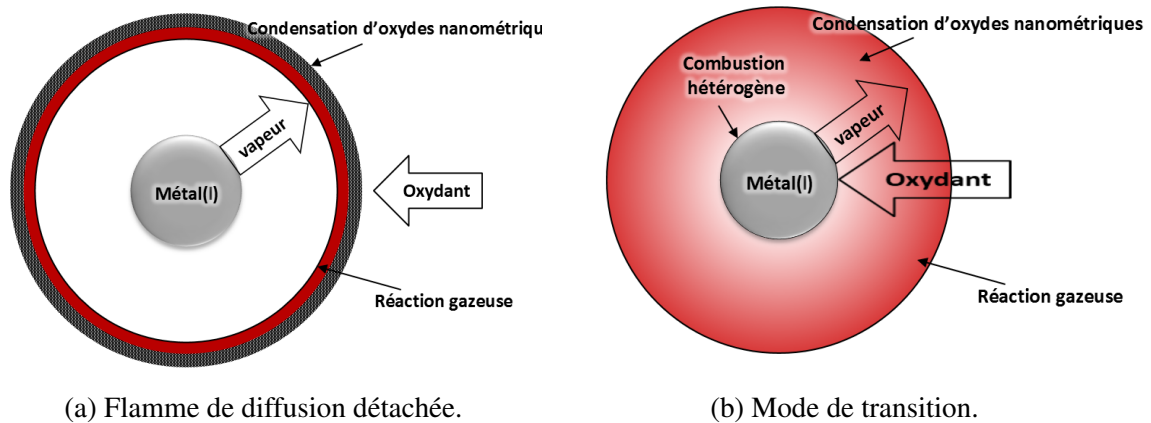 Condensation d'oxydes nanométriqu
vapeur
Métal(l)
Oxydant
Réaction gazeuse
(a) Flamme de diffusion détachée.
Condensation d'oxydes nanométriques
Combustion
hétérogène
vapeur
Métal(l)
Oxydant
Réaction gazeuse
(b) Mode de transition.